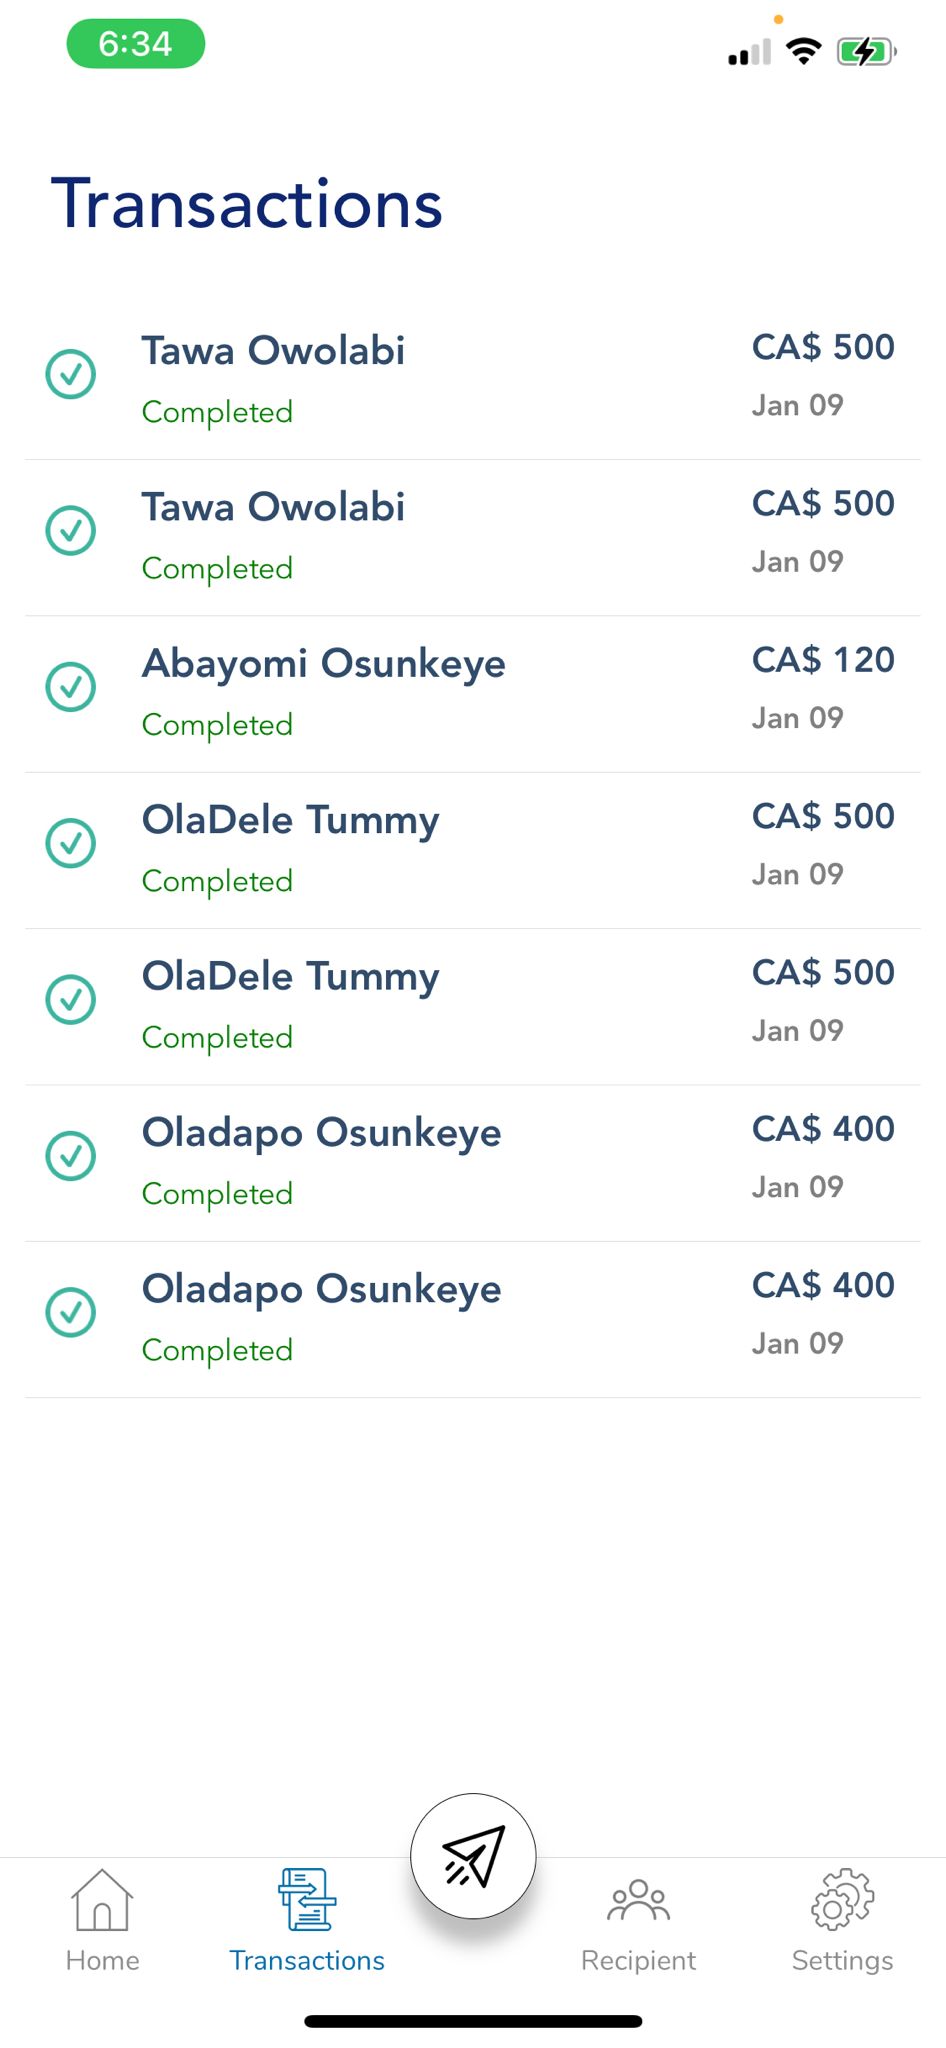 6:34
Transactions
Tawa Owolabi CA$ 500
Completed Jan 09
Tawa Owolabi CA$ 500
Completed Jan 09
Abayomi Osunkeye CA$ 120
Completed Jan 09
OlaDele Tummy CA$ 500
Completed Jan 09
OlaDele Tummy CA$ 500
Completed Jan 09
Oladapo Osunkeye CA$ 400
Completed Jan 09
Oladapo Osunkeye CA$ 400
Completed Jan 09
Home Transactions Recipient Settings